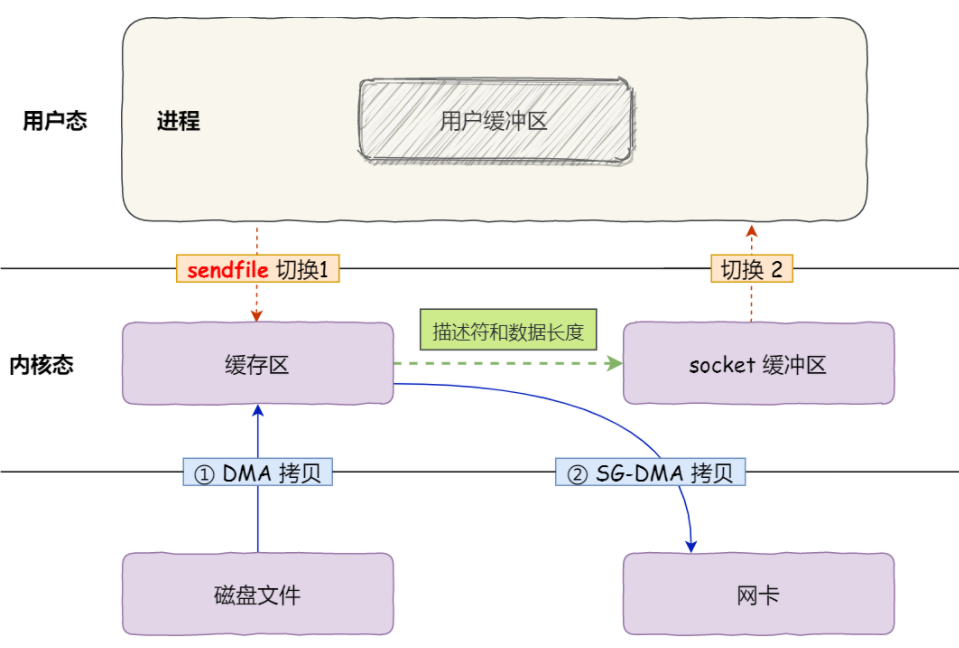 用户态
进程
用户缓冲区
sendfile 切换1
切换 2
内核态
缓存区
描述符和数据长度
socket 缓冲区
① DMA 拷贝
② SG-DMA 拷贝
磁盘文件
网卡